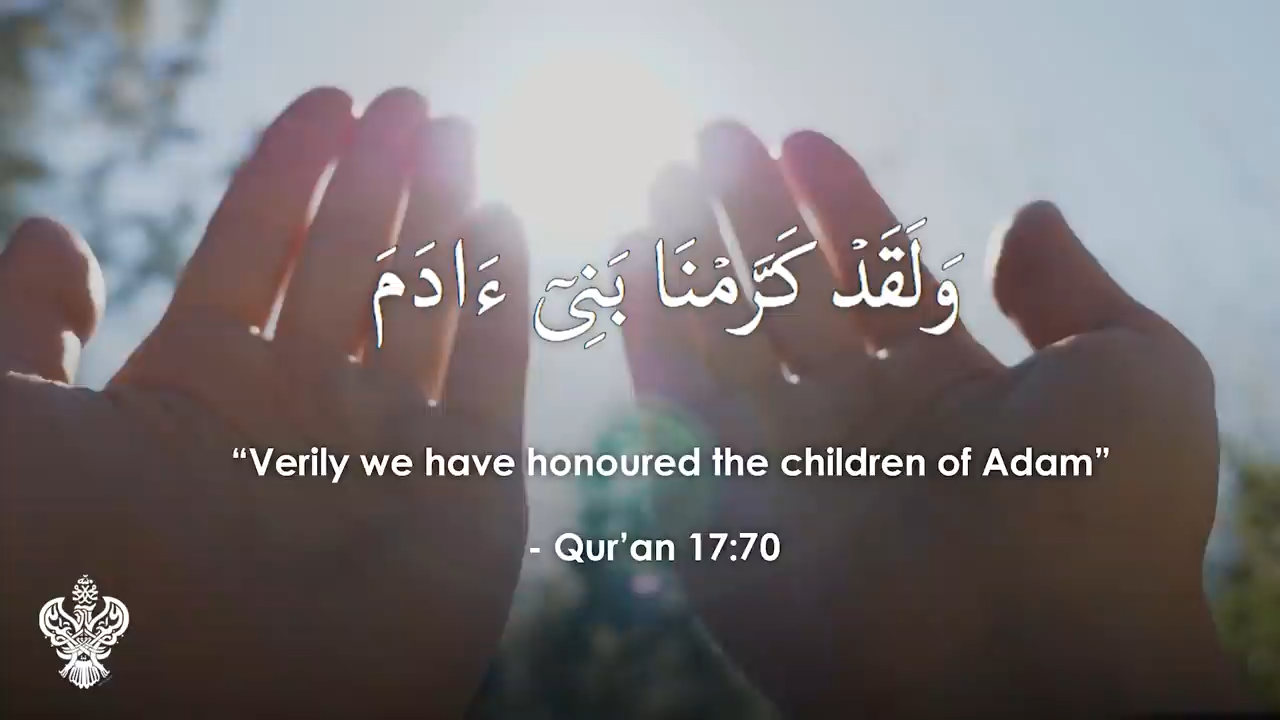 وَلَقَدْ كَرَّمْنَا بَنِىٓ ءَادَمَ
“Verily we have honoured the children of Adam”
- Qur’an 17:70